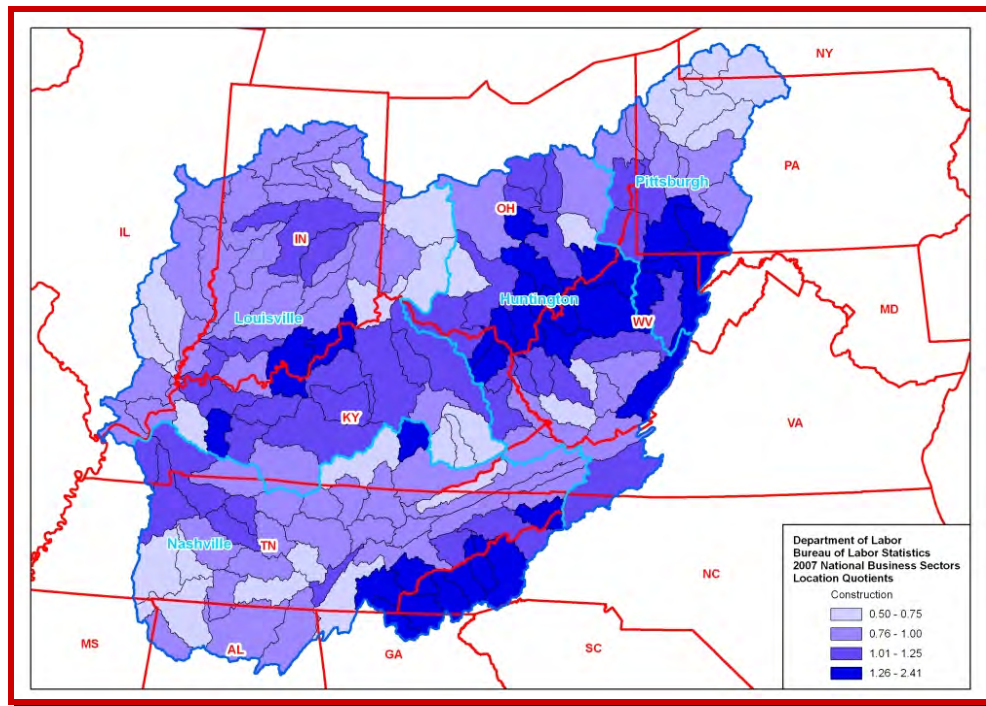 NY
PA
Pittsburgh
OH
IL
IN
Huntington
MD
Louisville
WV
KY
VA
Nashville
TN
NC
MS
AL
GA
SC
Department of Labor
Bureau of Labor Statistics
2007 National Business Sectors
Location Quotients
Construction
0.50 - 0.75
0.76 - 1.00
1.01 - 1.25
1.26 - 2.41